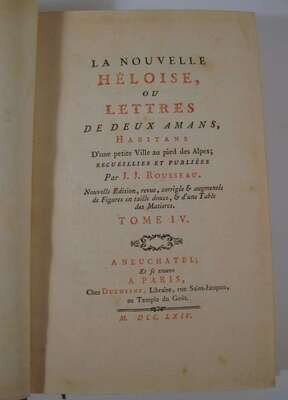 LA NOUVELLE
HÉLOISE,
OU
LETTRES
DE DEUX AMANS,
HABITANS
D'une petite Ville au pied des Alpes;
RECUEILLIES ET PUBLIÉES
Par J. J. ROUSSEAU.
Nouvelle Edition, revue, corrigée & augmentée
de Figures en taille douce, & d'une Table
des Matieres.
TOME IV.
A NEUCHATEL;
Et se trouve
A PARIS,
Chez DUCHESNE, Libraire, rue Saint-Jacques,
au Temple du Goût.
M. DCC. LXIV.